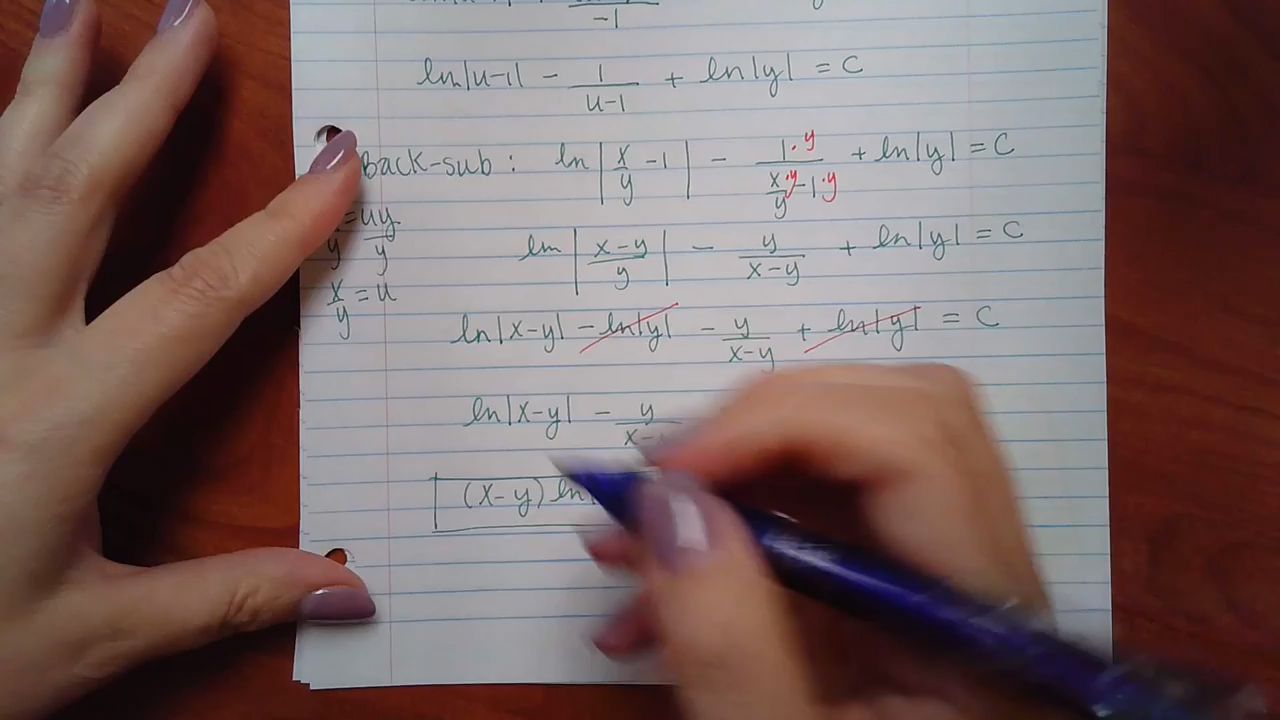 -1
ln|u-1| - 1/(u-1) + ln|y| = C
Back-sub: ln|x/y - 1| - (1·y)/(x/y·y - 1·y) + ln|y| = C
=uy
y y
x/y = u
ln|(x-y)/y| - y/(x-y) + ln|y| = C
ln|x-y| - ln|y| - y/(x-y) + ln|y| = C
ln|x-y| - y/(x-
(x-y) ln